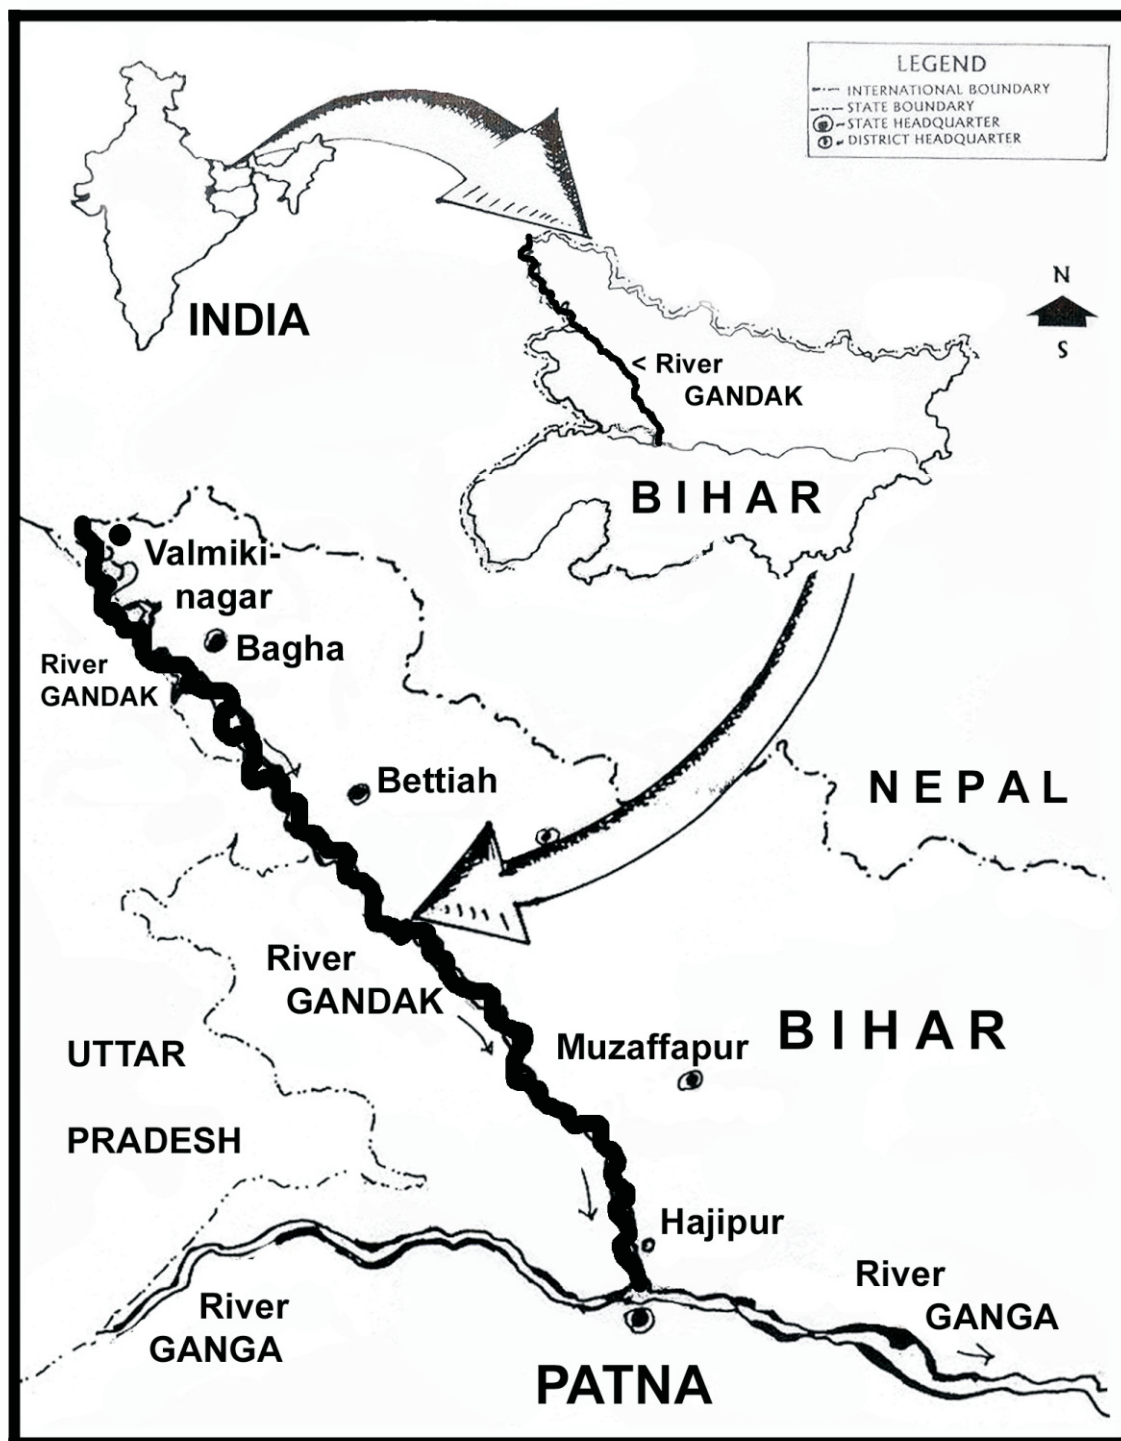 LEGEND
INTERNATIONAL BOUNDARY
STATE BOUNDARY
STATE HEADQUARTER
DISTRICT HEADQUARTER
INDIA
N
S
< River
GANDAK
BIHAR
Valmiki-
nagar
Bagha
River
GANDAK
Bettiah
NEPAL
River
GANDAK
BIHAR
Muzaffapur
UTTAR
PRADESH
Hajipur
River
GANGA
River
GANGA
PATNA